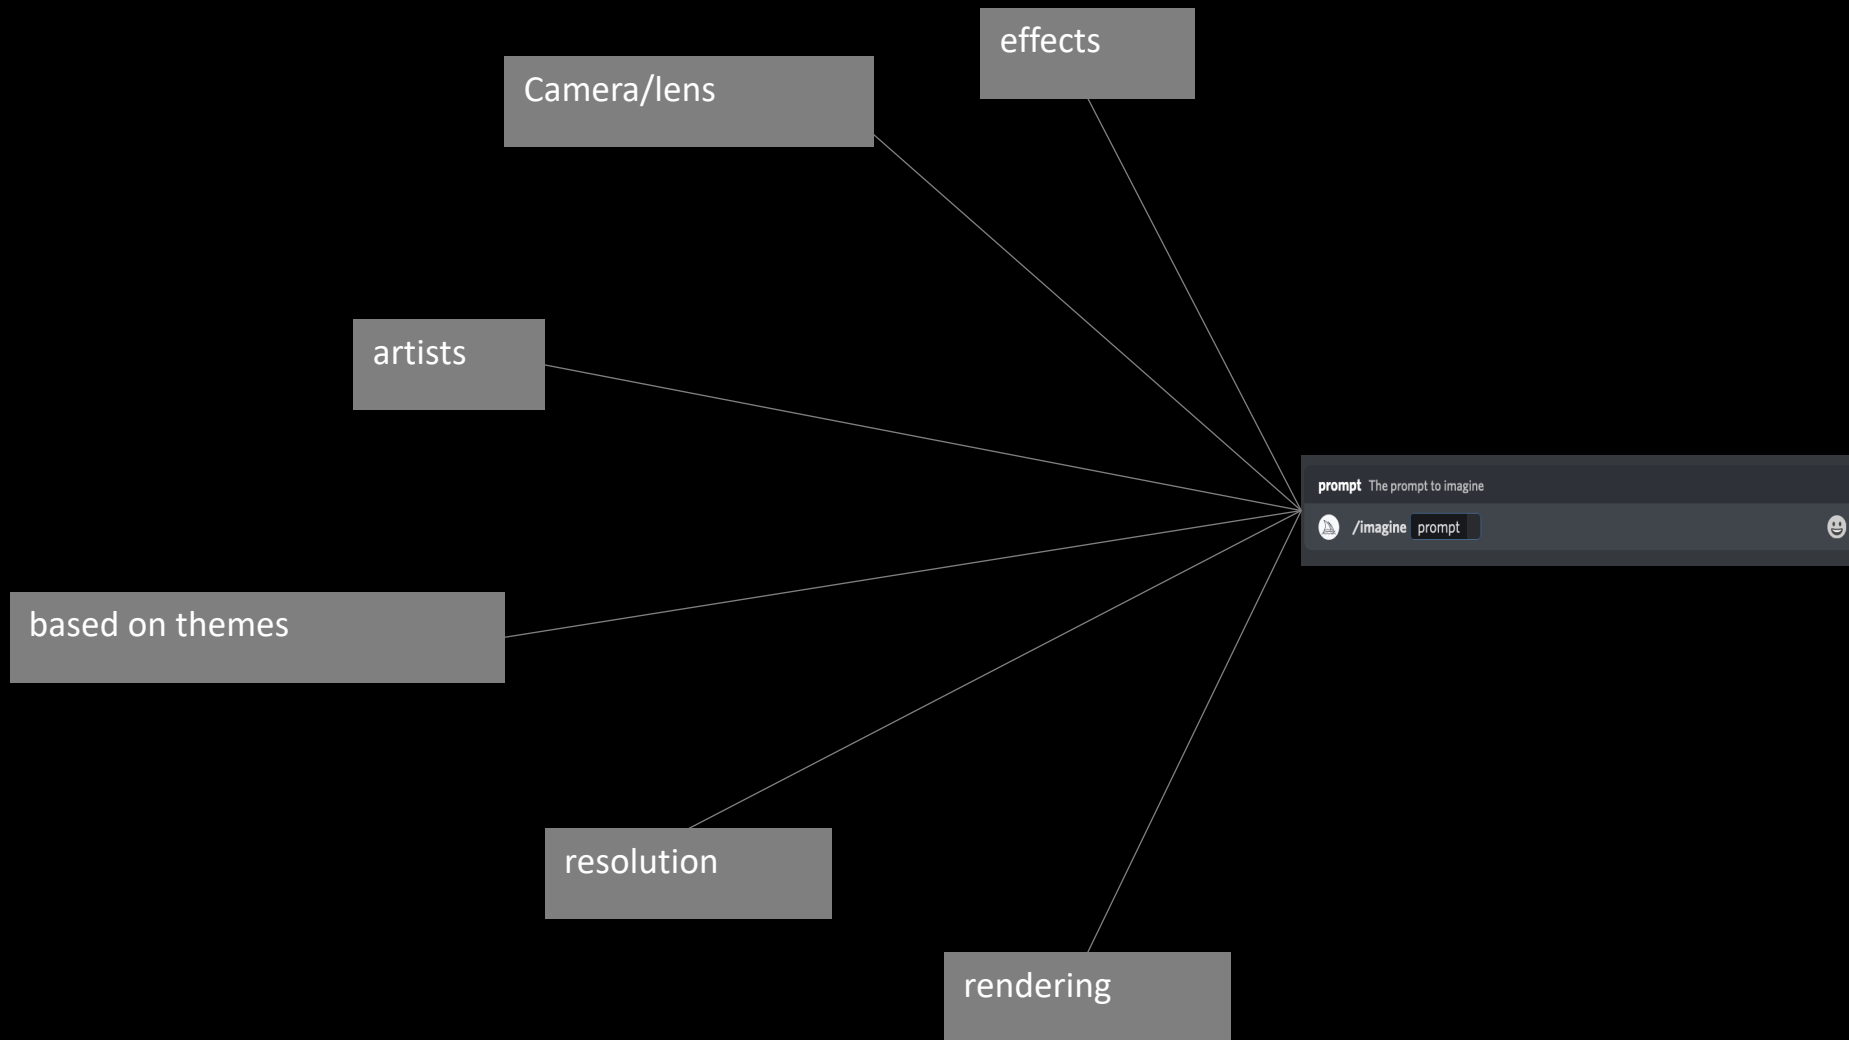 effects
Camera/lens
artists
prompt The prompt to imagine
/imagine prompt
based on themes
resolution
rendering